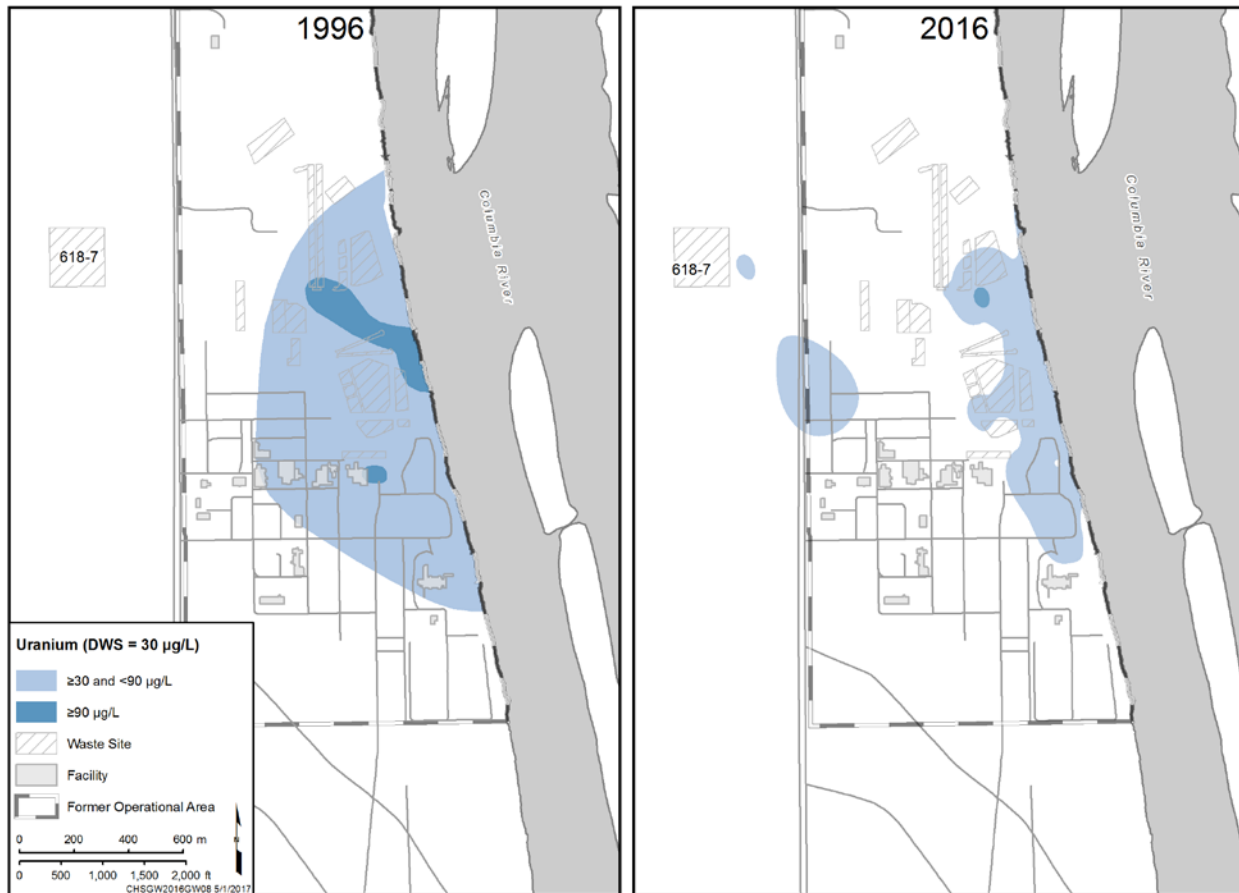 1996
Columbia River
618-7
Uranium (DWS = 30 µg/L)
≥30 and <90 µg/L
≥90 µg/L
Waste Site
Facility
Former Operational Area
0 200 400 600 m
0 500 1,000 1,500 2,000 ft
CHSGW2016GW08 5/1/2017
2016
Columbia River
618-7